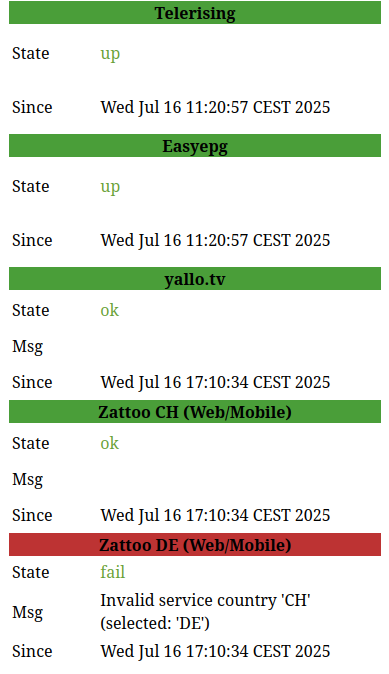 Telerising
State up
Since Wed Jul 16 11:20:57 CEST 2025
Easyepg
State up
Since Wed Jul 16 11:20:57 CEST 2025
yallo.tv
State ok
Msg
Since Wed Jul 16 17:10:34 CEST 2025
Zattoo CH (Web/Mobile)
State ok
Msg
Since Wed Jul 16 17:10:34 CEST 2025
Zattoo DE (Web/Mobile)
State fail
Msg Invalid service country 'CH'
(selected: 'DE')
Since Wed Jul 16 17:10:34 CEST 2025